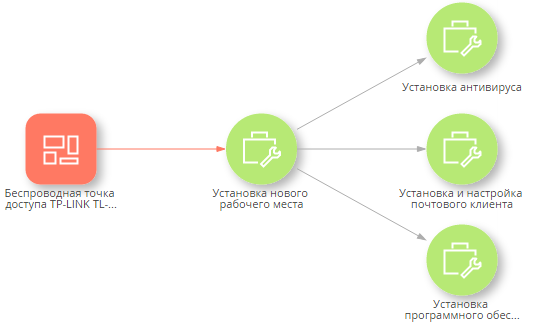 Установка антивируса
Беспроводная точка
доступа TP-LINK TL-...
Установка нового
рабочего места
Установка и настройка
почтового клиента
Установка
программного обес...